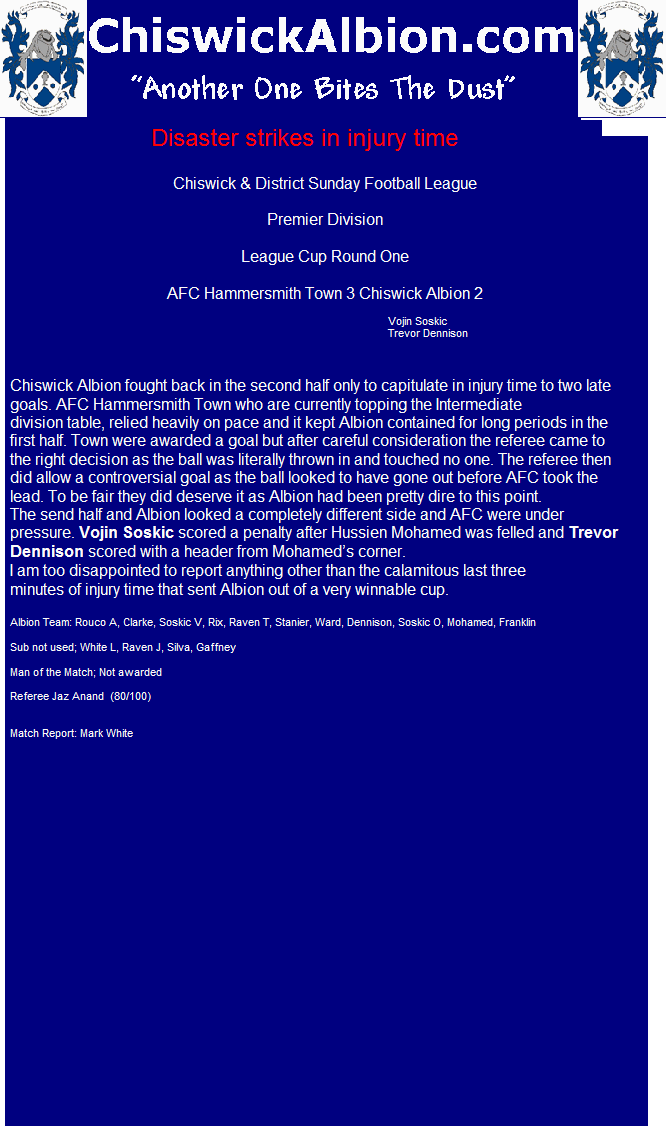 ChiswickAlbion.com
"Another One Bites The Dust"
Disaster strikes in injury time
Chiswick & District Sunday Football League
Premier Division
League Cup Round One
AFC Hammersmith Town 3 Chiswick Albion 2
Vojin Soskic
Trevor Dennison
Chiswick Albion fought back in the second half only to capitulate in injury time to two late
goals. AFC Hammersmith Town who are currently topping the Intermediate
division table, relied heavily on pace and it kept Albion contained for long periods in the
first half. Town were awarded a goal but after careful consideration the referee came to
the right decision as the ball was literally thrown in and touched no one. The referee then
did allow a controversial goal as the ball looked to have gone out before AFC took the
lead. To be fair they did deserve it as Albion had been pretty dire to this point.
The send half and Albion looked a completely different side and AFC were under
pressure. Vojin Soskic scored a penalty after Hussien Mohamed was felled and Trevor
Dennison scored with a header from Mohamed's corner.
I am too disappointed to report anything other than the calamitous last three
minutes of injury time that sent Albion out of a very winnable cup.
Albion Team: Rouco A, Clarke, Soskic V, Rix, Raven T, Stanier, Ward, Dennison, Soskic O, Mohamed, Franklin
Sub not used; White L, Raven J, Silva, Gaffney
Man of the Match; Not awarded
Referee Jaz Anand (80/100)
Match Report: Mark White